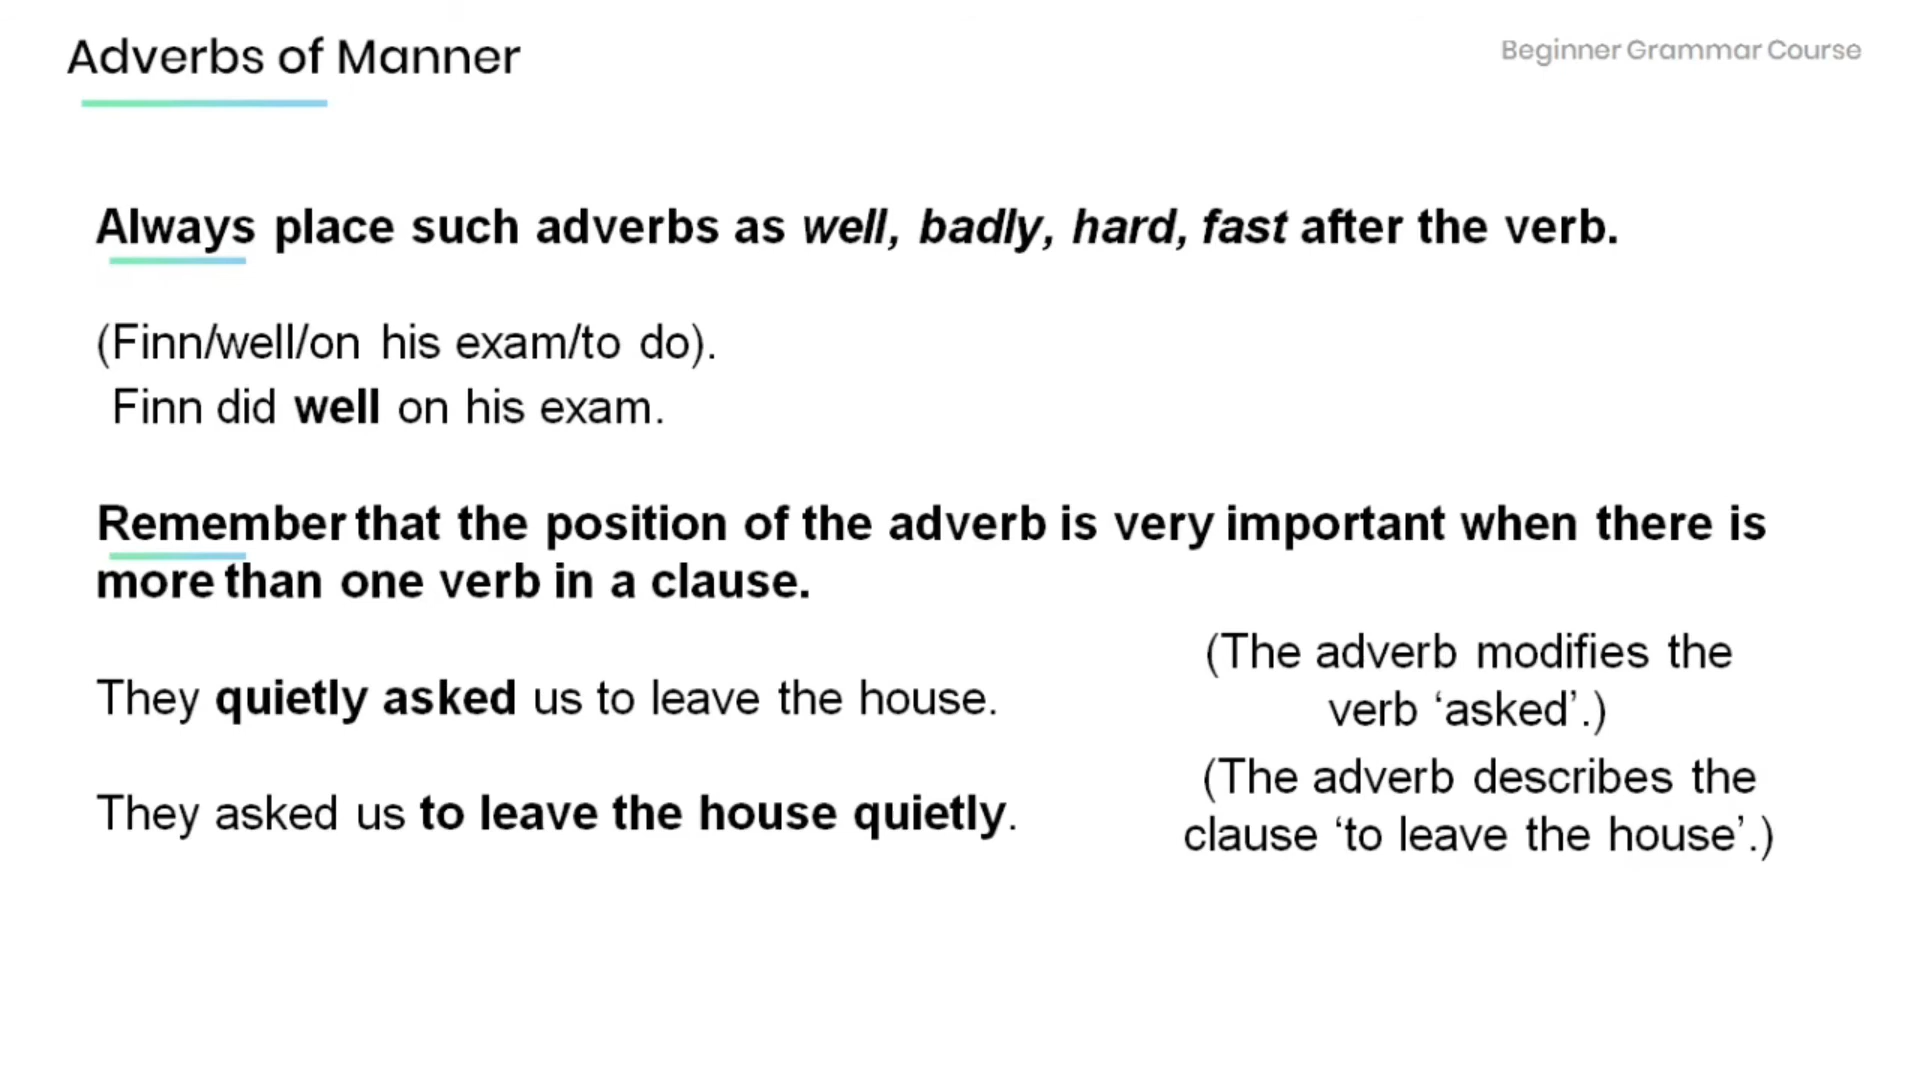 Adverbs of Manner
Beginner Grammar Course
Always place such adverbs as well, badly, hard, fast after the verb.
(Finn/well/on his exam/to do).
Finn did well on his exam.
Remember that the position of the adverb is very important when there is
more than one verb in a clause.
They quietly asked us to leave the house.
(The adverb modifies the
verb ‘asked’.)
They asked us to leave the house quietly.
(The adverb describes the
clause ‘to leave the house’.)